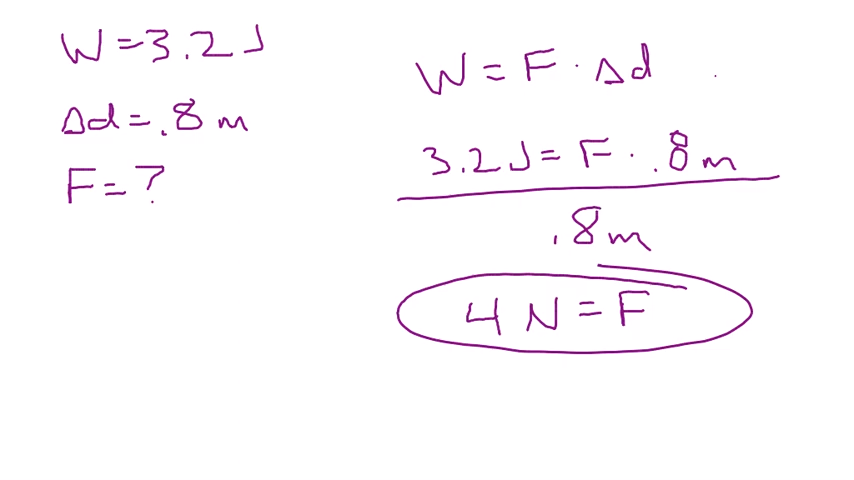 W = 3.2 J
Δd = .8 m
F = ?
W = F · Δd
3.2 J = F · .8 m
.8 m
4 N = F